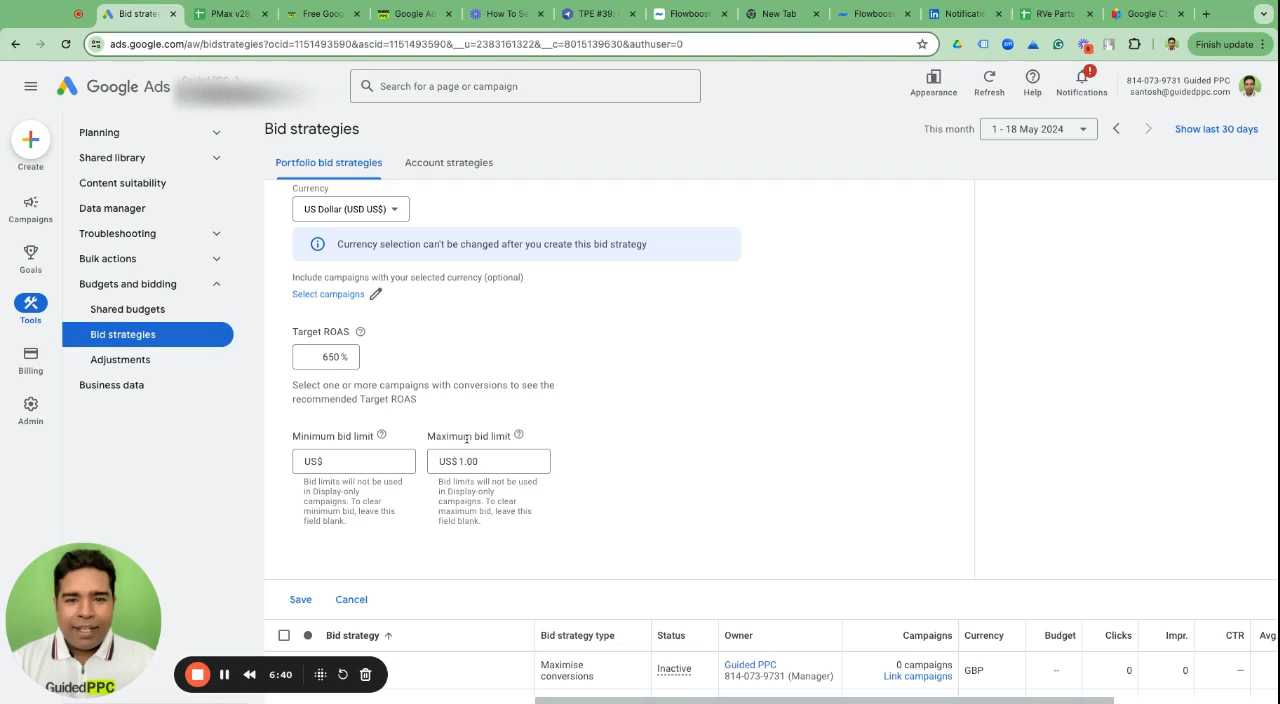 Bid strateg
PMax v28
Free Goog
Google Ad
How To Se
TPE #39:
Flowboost
New Tab
Flowboost
Notificatio
RVe Parts
Google CS
ads.google.com/aw/bidstrategies?ocid=1151493590&ascid=1151493590&__u=2383161322&__c=8015139630&authuser=0
Finish update
Google Ads
Search for a page or campaign
Appearance
Refresh
Help
Notifications
814-073-9731 Guided PPC
santosh@guidedppc.com
Create
Campaigns
Goals
Tools
Billing
Admin
Planning
Shared library
Content suitability
Data manager
Troubleshooting
Bulk actions
Budgets and bidding
Shared budgets
Bid strategies
Adjustments
Business data
Bid strategies
This month
1 - 18 May 2024
Show last 30 days
Portfolio bid strategies
Account strategies
Currency
US Dollar (USD US$)
Currency selection can't be changed after you create this bid strategy
Include campaigns with your selected currency (optional)
Select campaigns
Target ROAS
650 %
Select one or more campaigns with conversions to see the
recommended Target ROAS
Minimum bid limit
Maximum bid limit
US$
US$ 1.00
Bid limits will not be used
in Display-only
campaigns. To clear
minimum bid, leave this
field blank.
Bid limits will not be used
in Display-only
campaigns. To clear
maximum bid, leave this
field blank.
Save
Cancel
Bid strategy
Bid strategy type
Status
Owner
Campaigns
Currency
Budget
Clicks
Impr.
CTR
Avg.
Maximise
conversions
Inactive
Guided PPC
814-073-9731 (Manager)
0 campaigns
Link campaigns
GBP
--
0
0
—
6:40
GuidedPPC